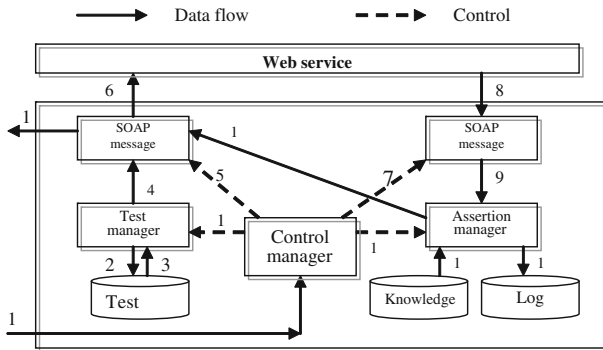 Data flow
Control
Web service
6
8
1
SOAP
message
1
SOAP
message
4
5
7
9
Test
manager
1
Control
manager
1
Assertion
manager
2
3
1
1
Test
Knowledge
Log
1